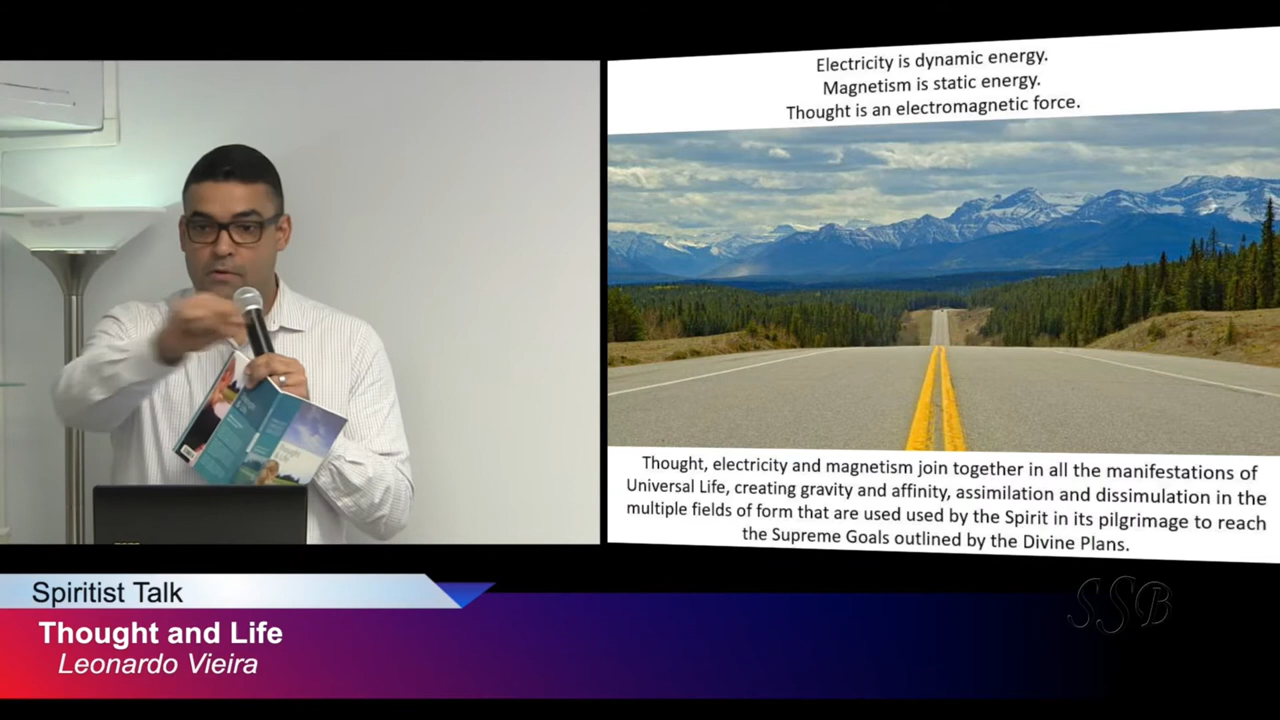 Electricity is dynamic energy.
Magnetism is static energy.
Thought is an electromagnetic force.
Thought, electricity and magnetism join together in all the manifestations of
Universal Life, creating gravity and affinity, assimilation and dissimulation in the
multiple fields of form that are used used by the Spirit in its pilgrimage to reach
the Supreme Goals outlined by the Divine Plans.
Thought
& Life
Spiritist Talk
Thought and Life
Leonardo Vieira
SSB